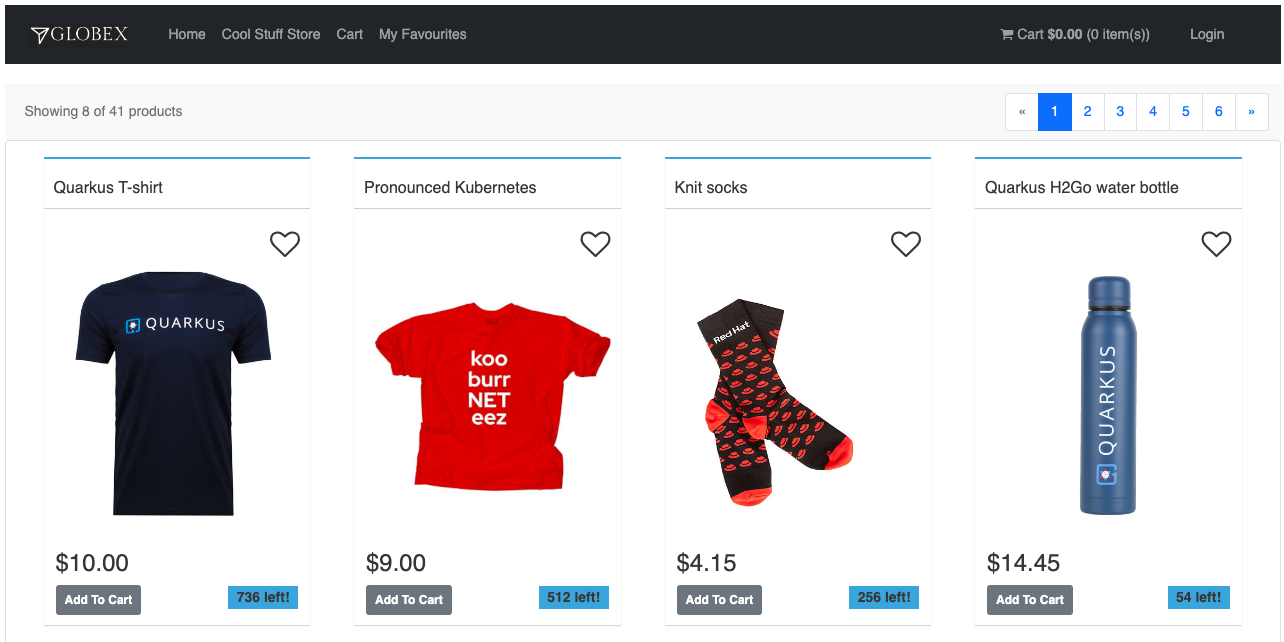 GLOBEX
Home Cool Stuff Store Cart My Favourites
Cart $0.00 (0 item(s)) Login
Showing 8 of 41 products
« 1 2 3 4 5 6 »
Quarkus T-shirt
QUARKUS
$10.00
Add To Cart
736 left!
Pronounced Kubernetes
koo
burr
NET
eez
$9.00
Add To Cart
512 left!
Knit socks
Red Hat
$4.15
Add To Cart
256 left!
Quarkus H2Go water bottle
QUARKUS
$14.45
Add To Cart
54 left!